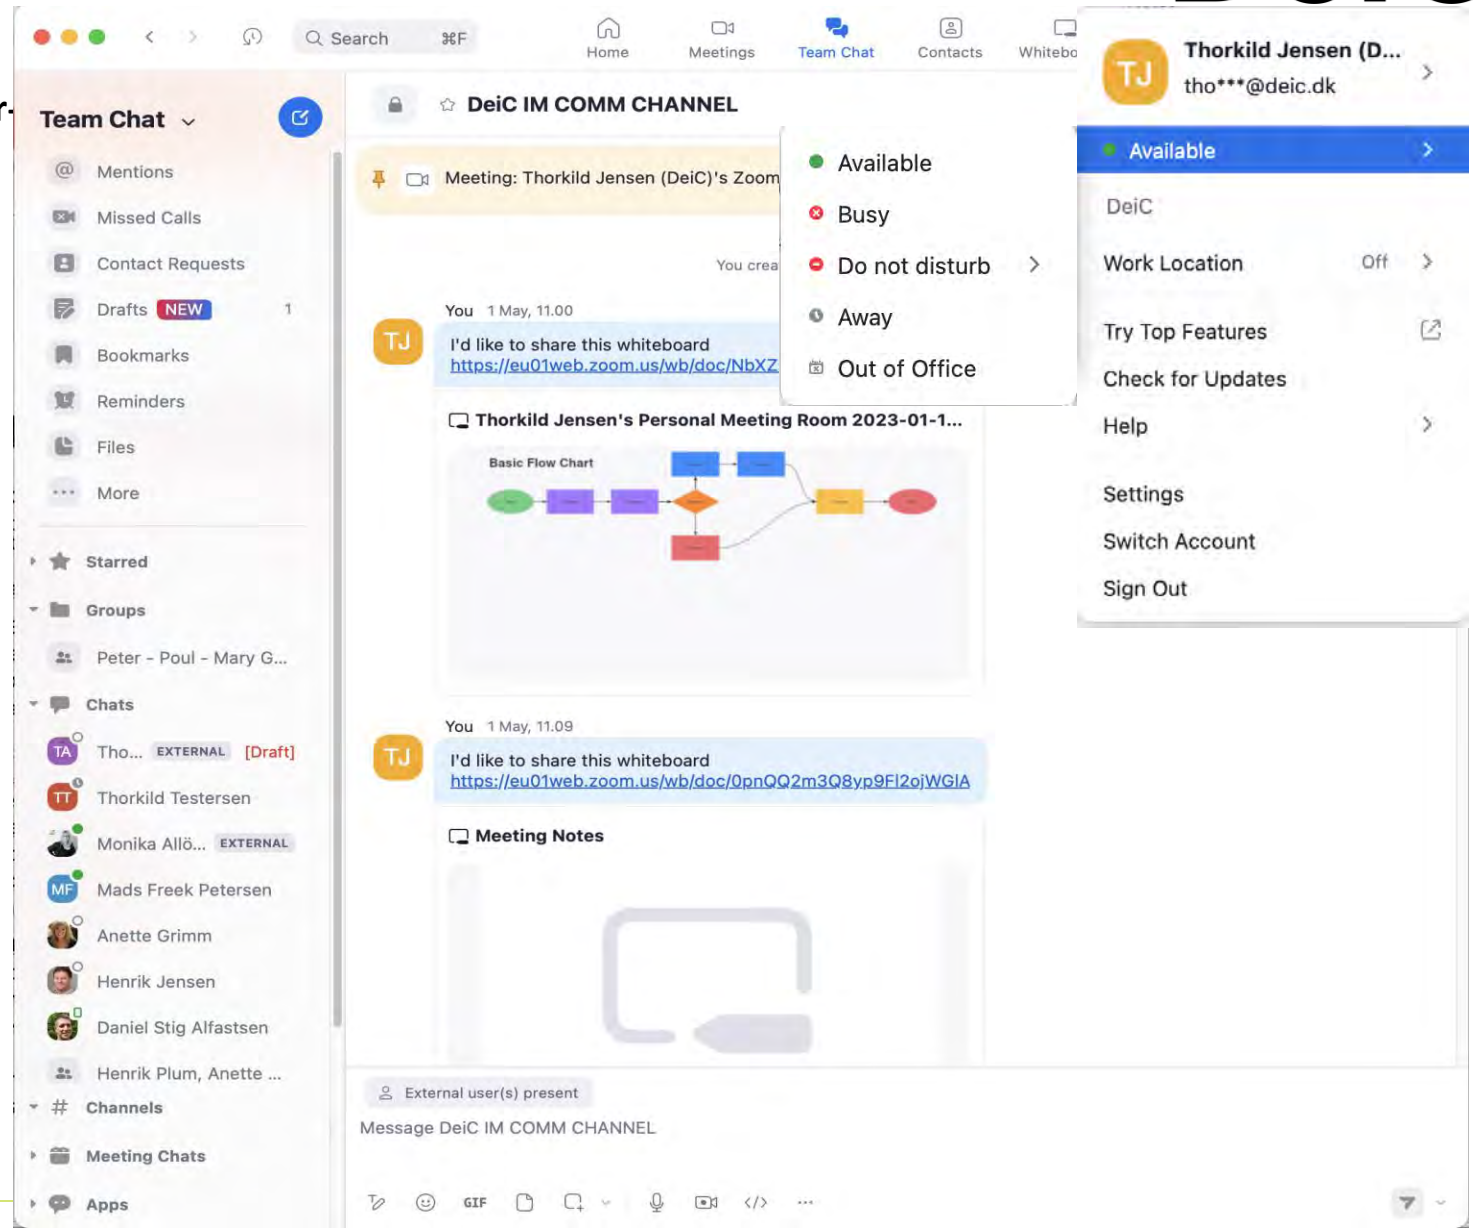 Search ⌘F
Home
Meetings
Team Chat
Contacts
Whitebo
Team Chat
Mentions
Missed Calls
Contact Requests
Drafts NEW 1
Bookmarks
Reminders
Files
More
Starred
Groups
Peter - Poul - Mary G...
Chats
TA Tho... EXTERNAL [Draft]
TT Thorkild Testersen
Monika Allö... EXTERNAL
MF Mads Freek Petersen
Anette Grimm
Henrik Jensen
Daniel Stig Alfastsen
Henrik Plum, Anette ...
Channels
Meeting Chats
Apps
DeiC IM COMM CHANNEL
Meeting: Thorkild Jensen (DeiC)'s Zoom
You crea
You 1 May, 11.00
TJ
I'd like to share this whiteboard
https://eu01web.zoom.us/wb/doc/NbXZ
Thorkild Jensen's Personal Meeting Room 2023-01-1...
Basic Flow Chart
You 1 May, 11.09
TJ
I'd like to share this whiteboard
https://eu01web.zoom.us/wb/doc/0pnQQ2m3Q8yp9Fl2ojWGlA
Meeting Notes
External user(s) present
Message DeiC IM COMM CHANNEL
GIF
Available
Busy
Do not disturb
Away
Out of Office
TJ
Thorkild Jensen (D...
tho***@deic.dk
Available
DeiC
Work Location Off
Try Top Features
Check for Updates
Help
Settings
Switch Account
Sign Out